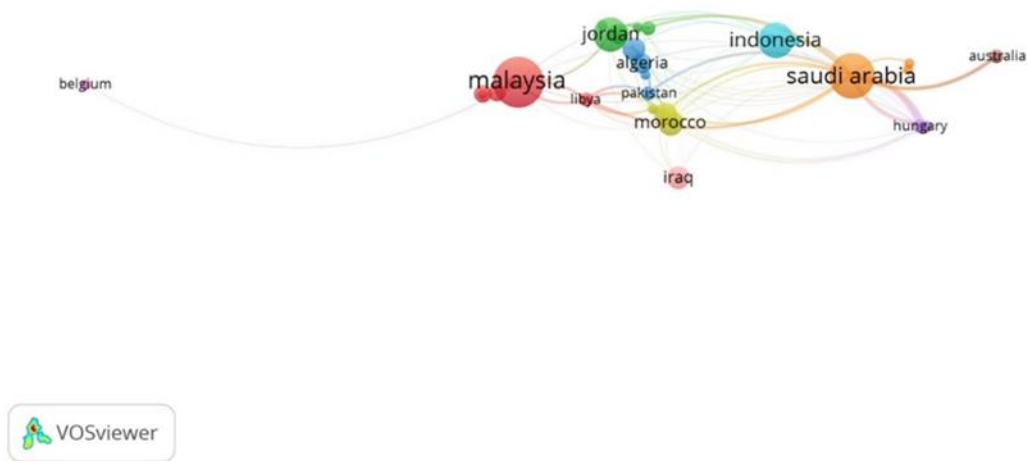 jordan
indonesia
australia
algeria
saudi arabia
malaysia
belgium
pakistan
libya
morocco
hungary
iraq
VOSviewer